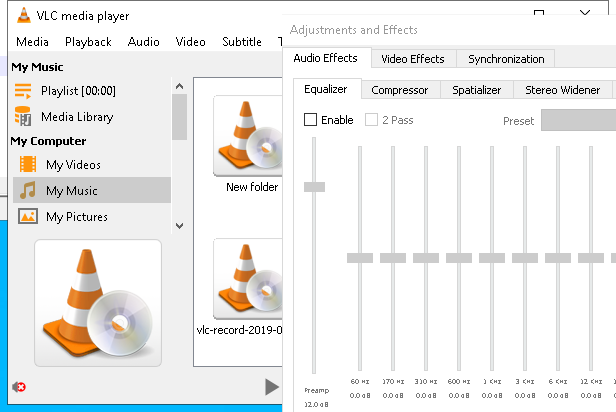 VLC media player
Media Playback Audio Video Subtitle
My Music
Playlist [00:00]
Media Library
My Computer
My Videos
My Music
My Pictures
New folder
vlc-record-2019-0
Adjustments and Effects
Audio Effects Video Effects Synchronization
Equalizer Compressor Spatializer Stereo Widener
Enable 2 Pass Preset
60 Hz 170 Hz 310 Hz 600 Hz 1 KHz 3 KHz 6 KHz 12 KHz
Preamp 0.0 dB 0.0 dB 0.0 dB 0.0 dB 0.0 dB 0.0 dB 0.0 dB 0.0 dB
12.0 dB